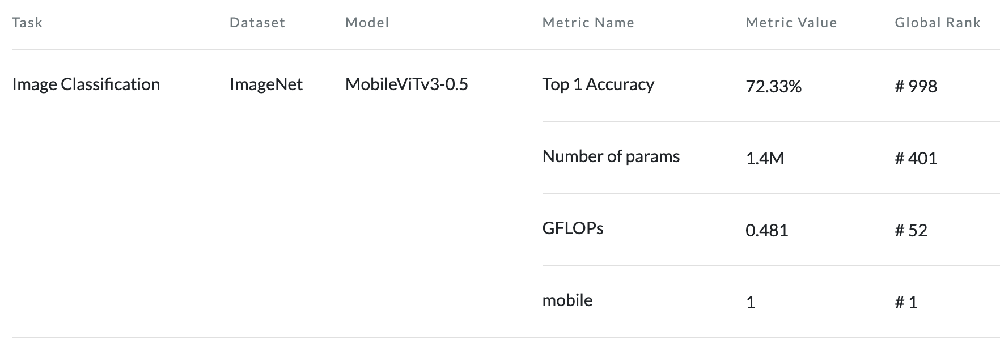 Task Dataset Model Metric Name Metric Value Global Rank
Image Classification ImageNet MobileViTv3-0.5 Top 1 Accuracy 72.33% # 998
Number of params 1.4M # 401
GFLOPs 0.481 # 52
mobile 1 # 1